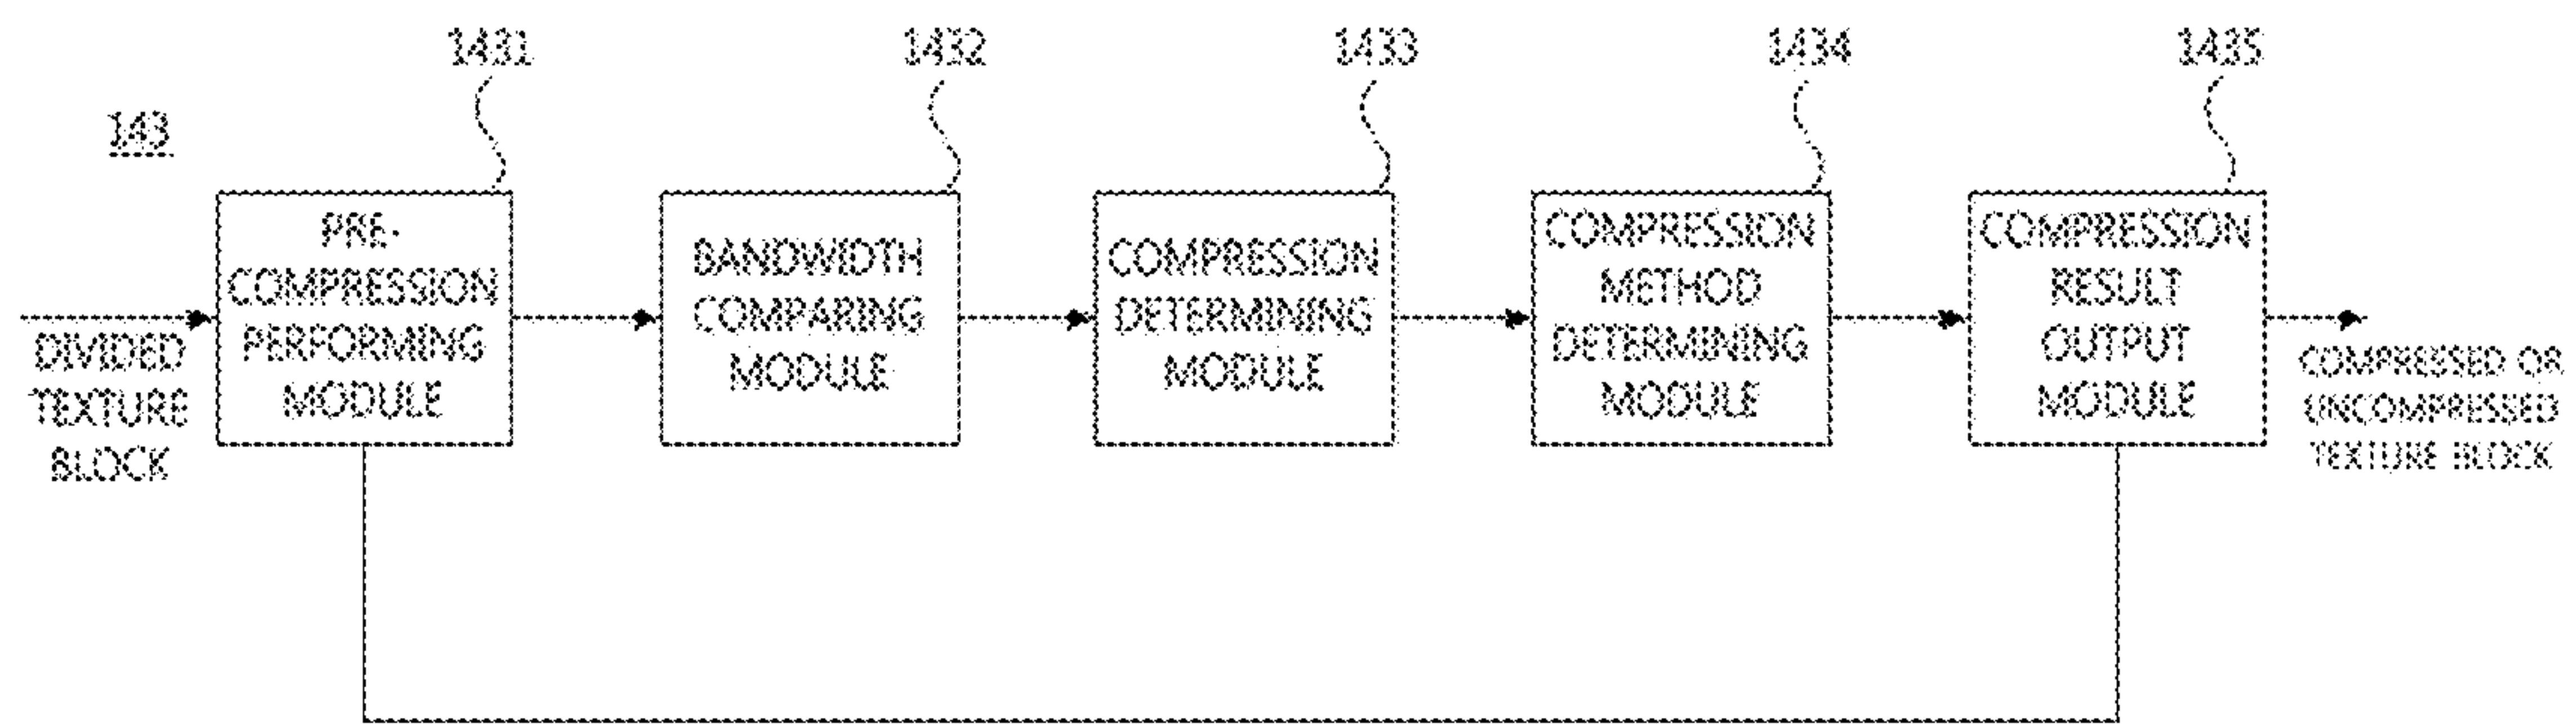 1431
1432
1433
1434
1435
143
DIVIDED
TEXTURE
BLOCK
PRE-
COMPRESSION
PERFORMING
MODULE
BANDWIDTH
COMPARING
MODULE
COMPRESSION
DETERMINING
MODULE
COMPRESSION
METHOD
DETERMINING
MODULE
COMPRESSION
RESULT
OUTPUT
MODULE
COMPREESED OR
UNCOMPRESSED
TEXTURE BLOCK